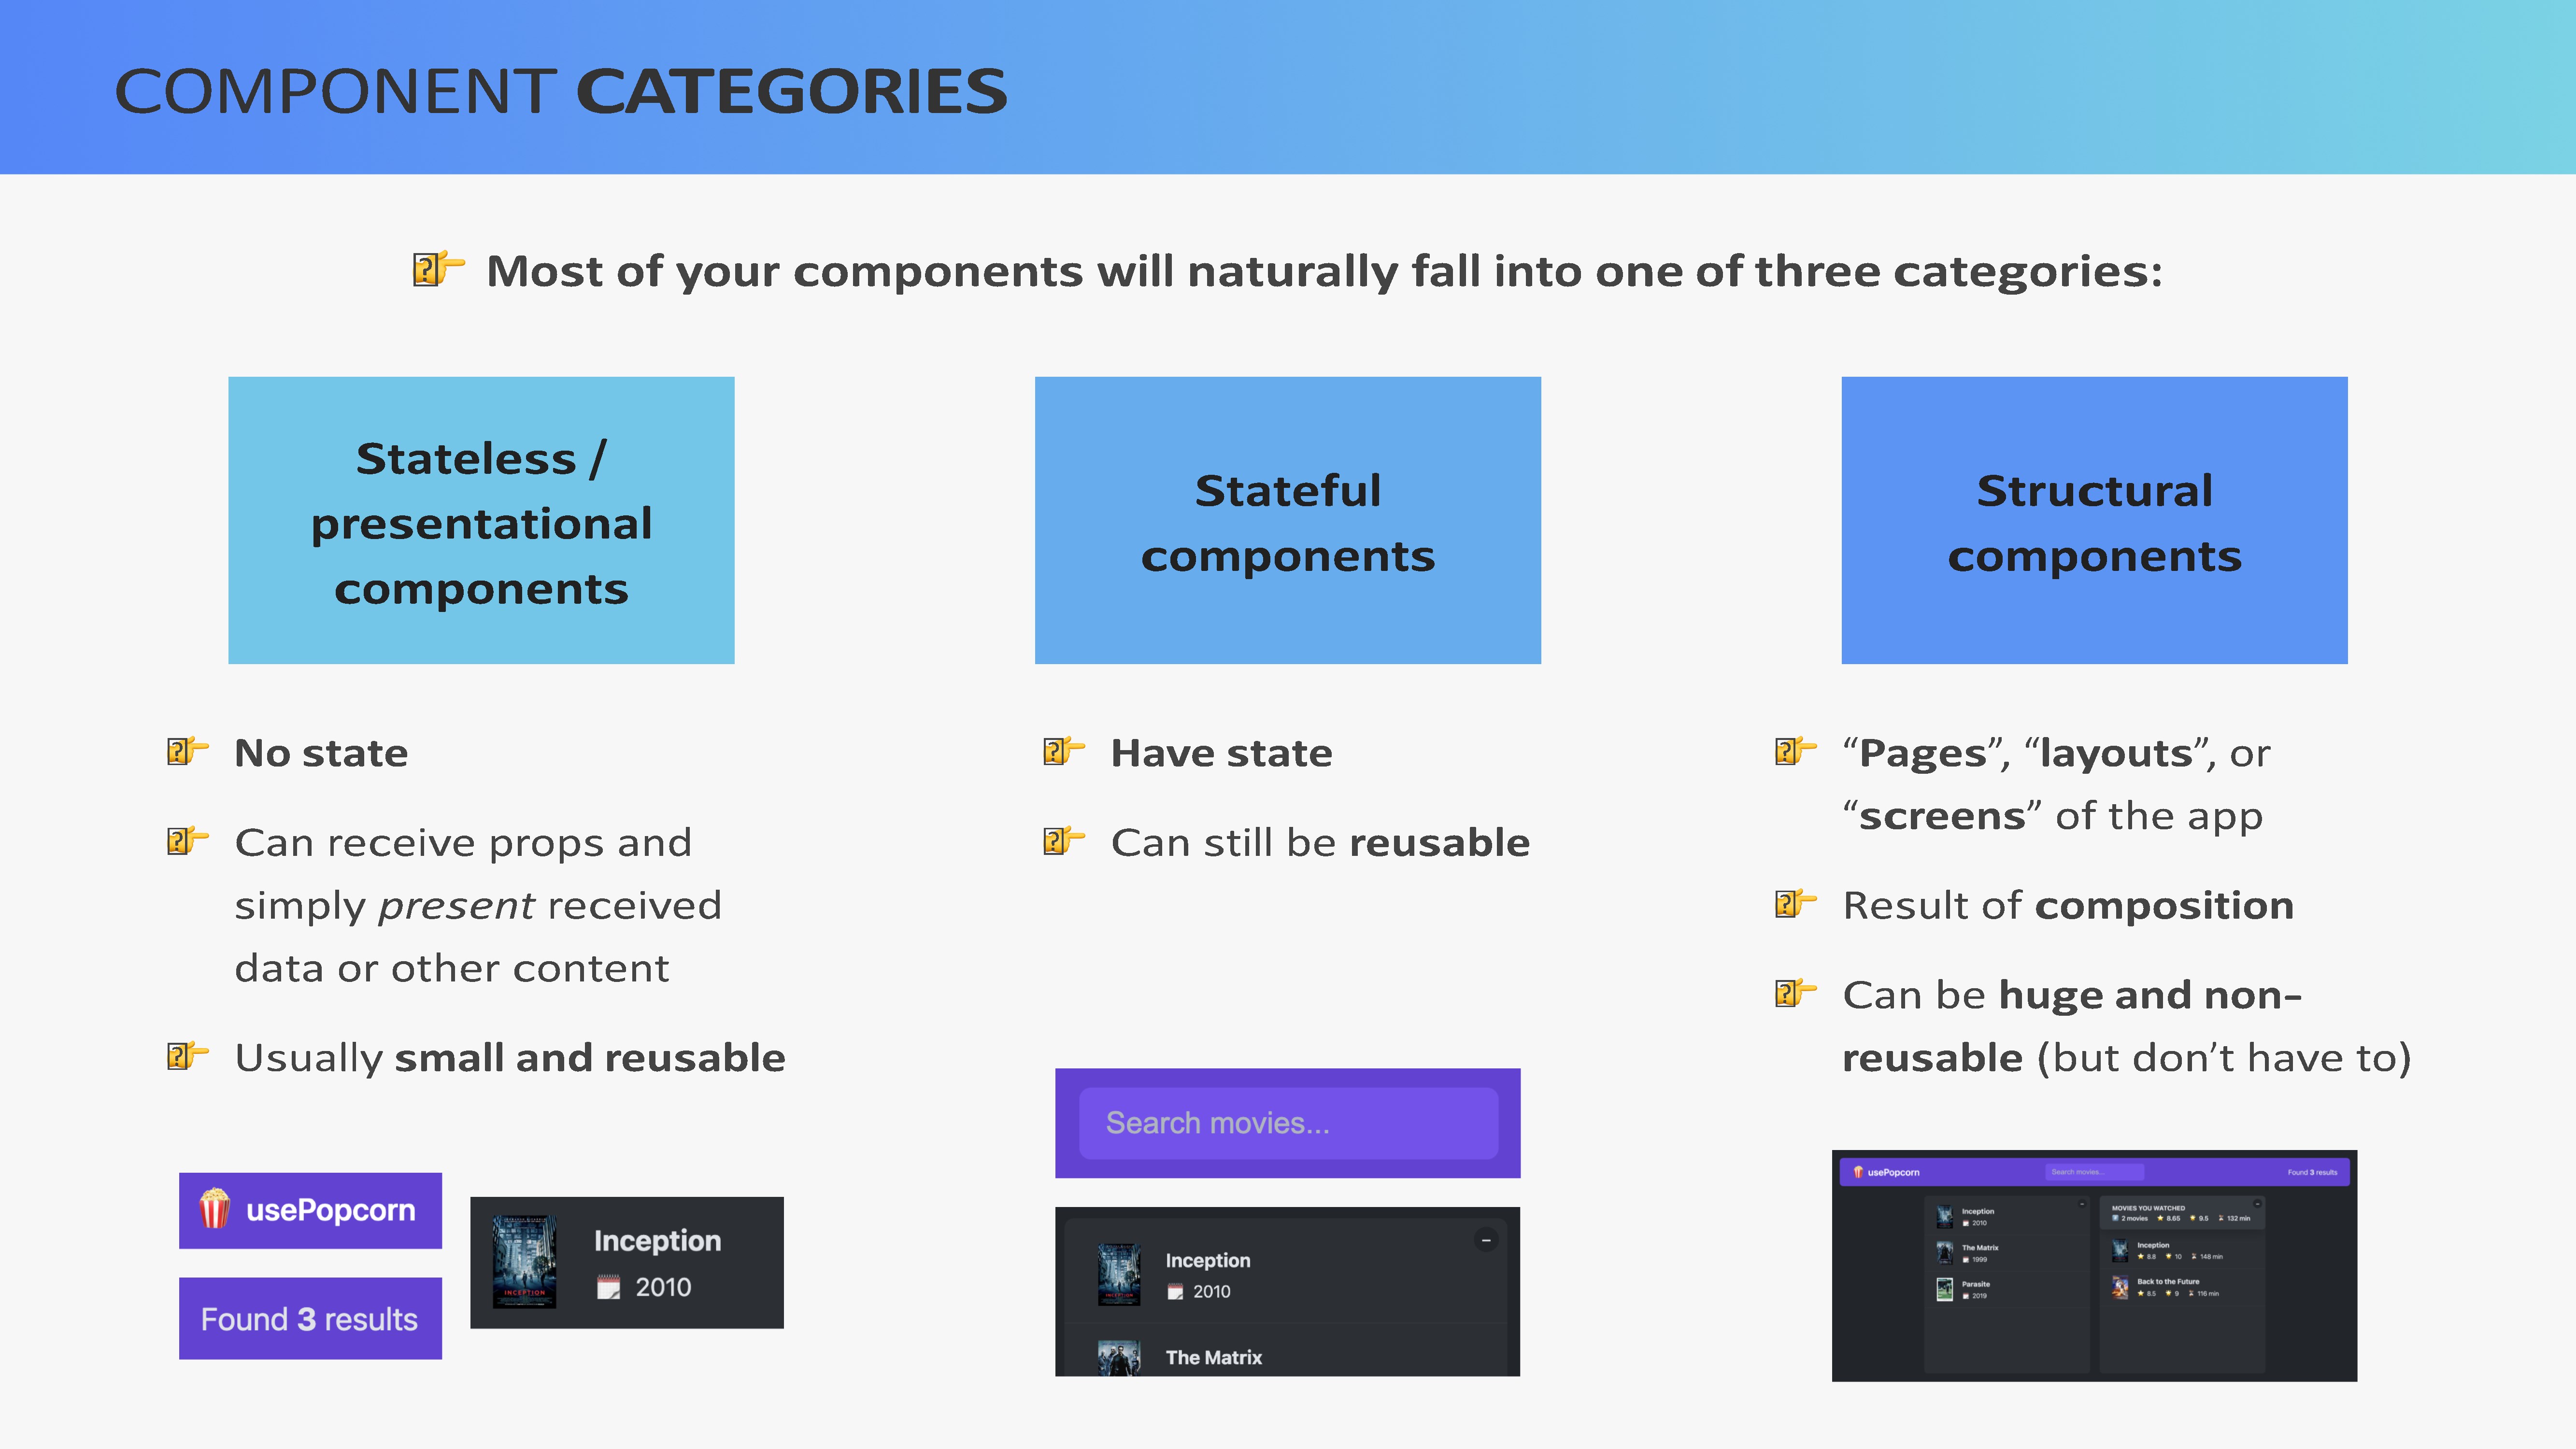 COMPONENT CATEGORIES
👉 Most of your components will naturally fall into one of three categories:
Stateless /
presentational
components
👉 No state
👉 Can receive props and
simply present received
data or other content
👉 Usually small and reusable
usePopcorn
Found 3 results
Inception
2010
Stateful
components
👉 Have state
👉 Can still be reusable
Search movies...
Inception
2010
The Matrix
Structural
components
👉 “Pages”, “layouts”, or
“screens” of the app
👉 Result of composition
👉 Can be huge and non-
reusable (but don’t have to)
usePopcorn
Search movies...
Found 3 results
Inception
2010
The Matrix
1999
Parasite
2019
MOVIES YOU WATCHED
2 movies 8.65 9.5 132 min
Inception
8.8 10 148 min
Back to the Future
8.5 9 116 min